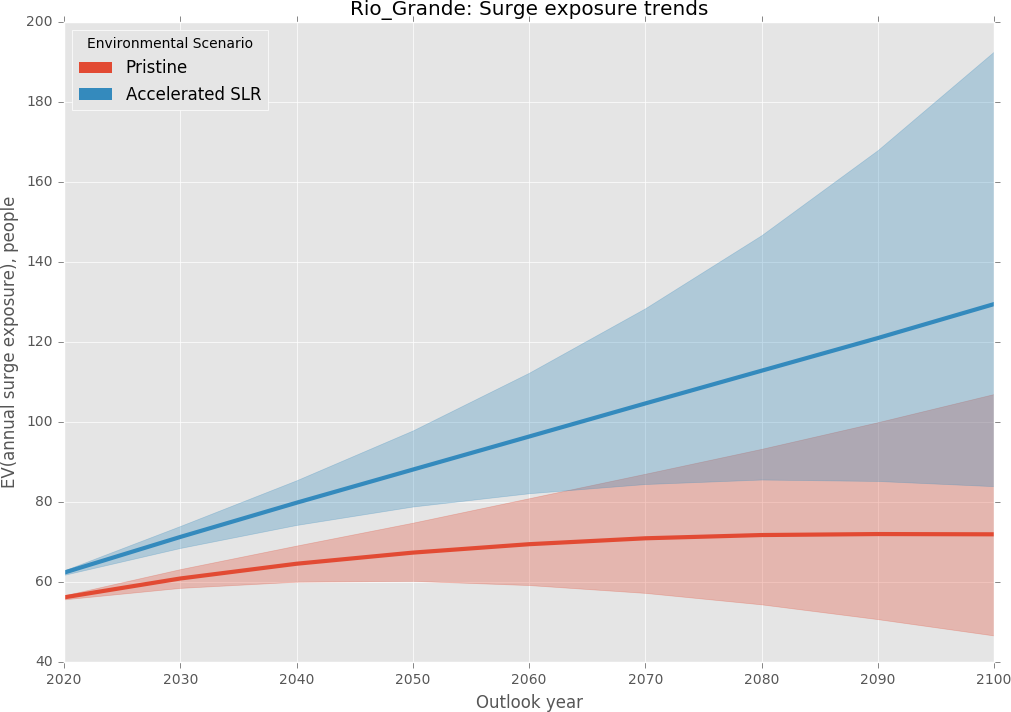 Rio_Grande: Surge exposure trends
Environmental Scenario
Pristine
Accelerated SLR
EV(annual surge exposure), people
200
180
160
140
120
100
80
60
40
2020 2030 2040 2050 2060 2070 2080 2090 2100
Outlook year